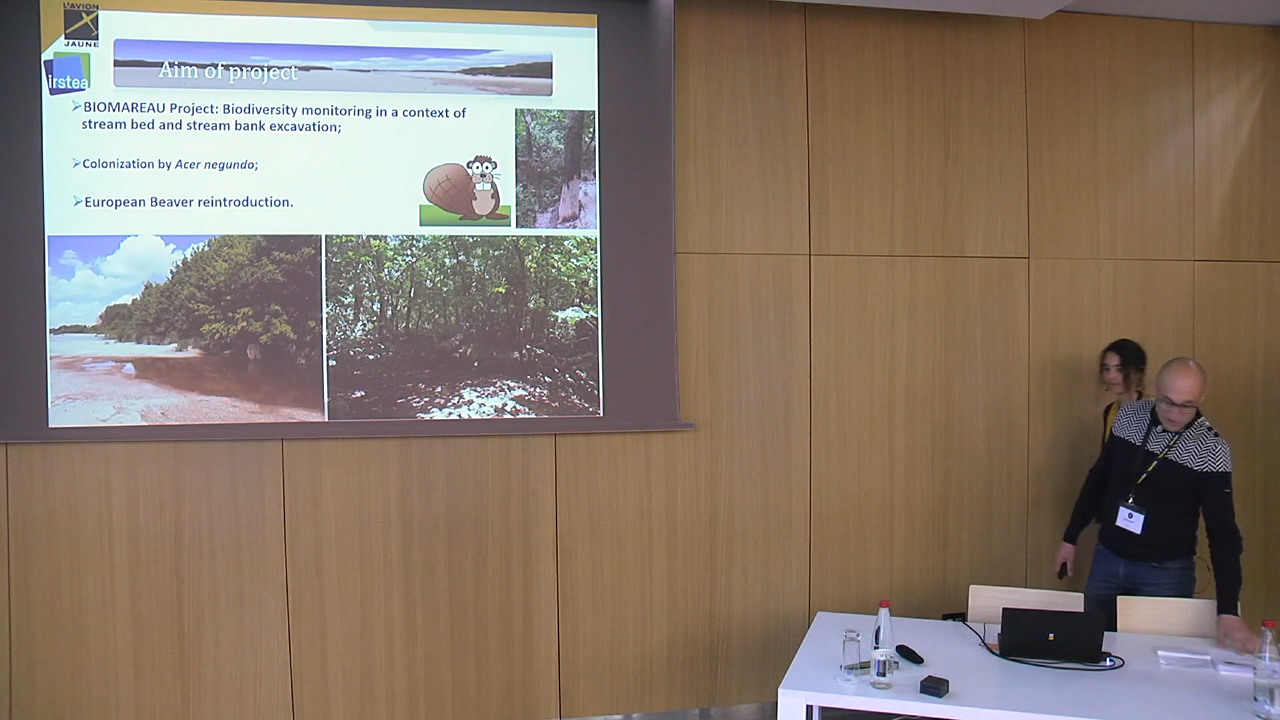 L'AVION
JAUNE
irstea
Aim of project
BIOMAREAU Project: Biodiversity monitoring in a context of
stream bed and stream bank excavation;
Colonization by Acer negundo;
European Beaver reintroduction.